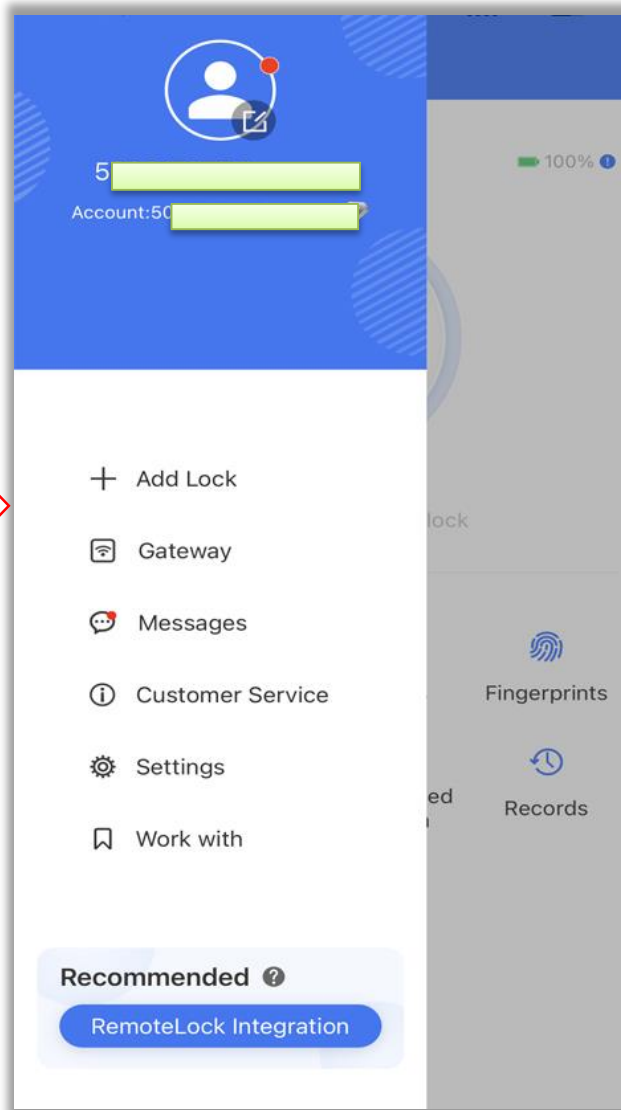 5
100%
Account:50
Add Lock
lock
Gateway
Messages
Fingerprints
Customer Service
Settings
ed
Records
Work with
Recommended
RemoteLock Integration